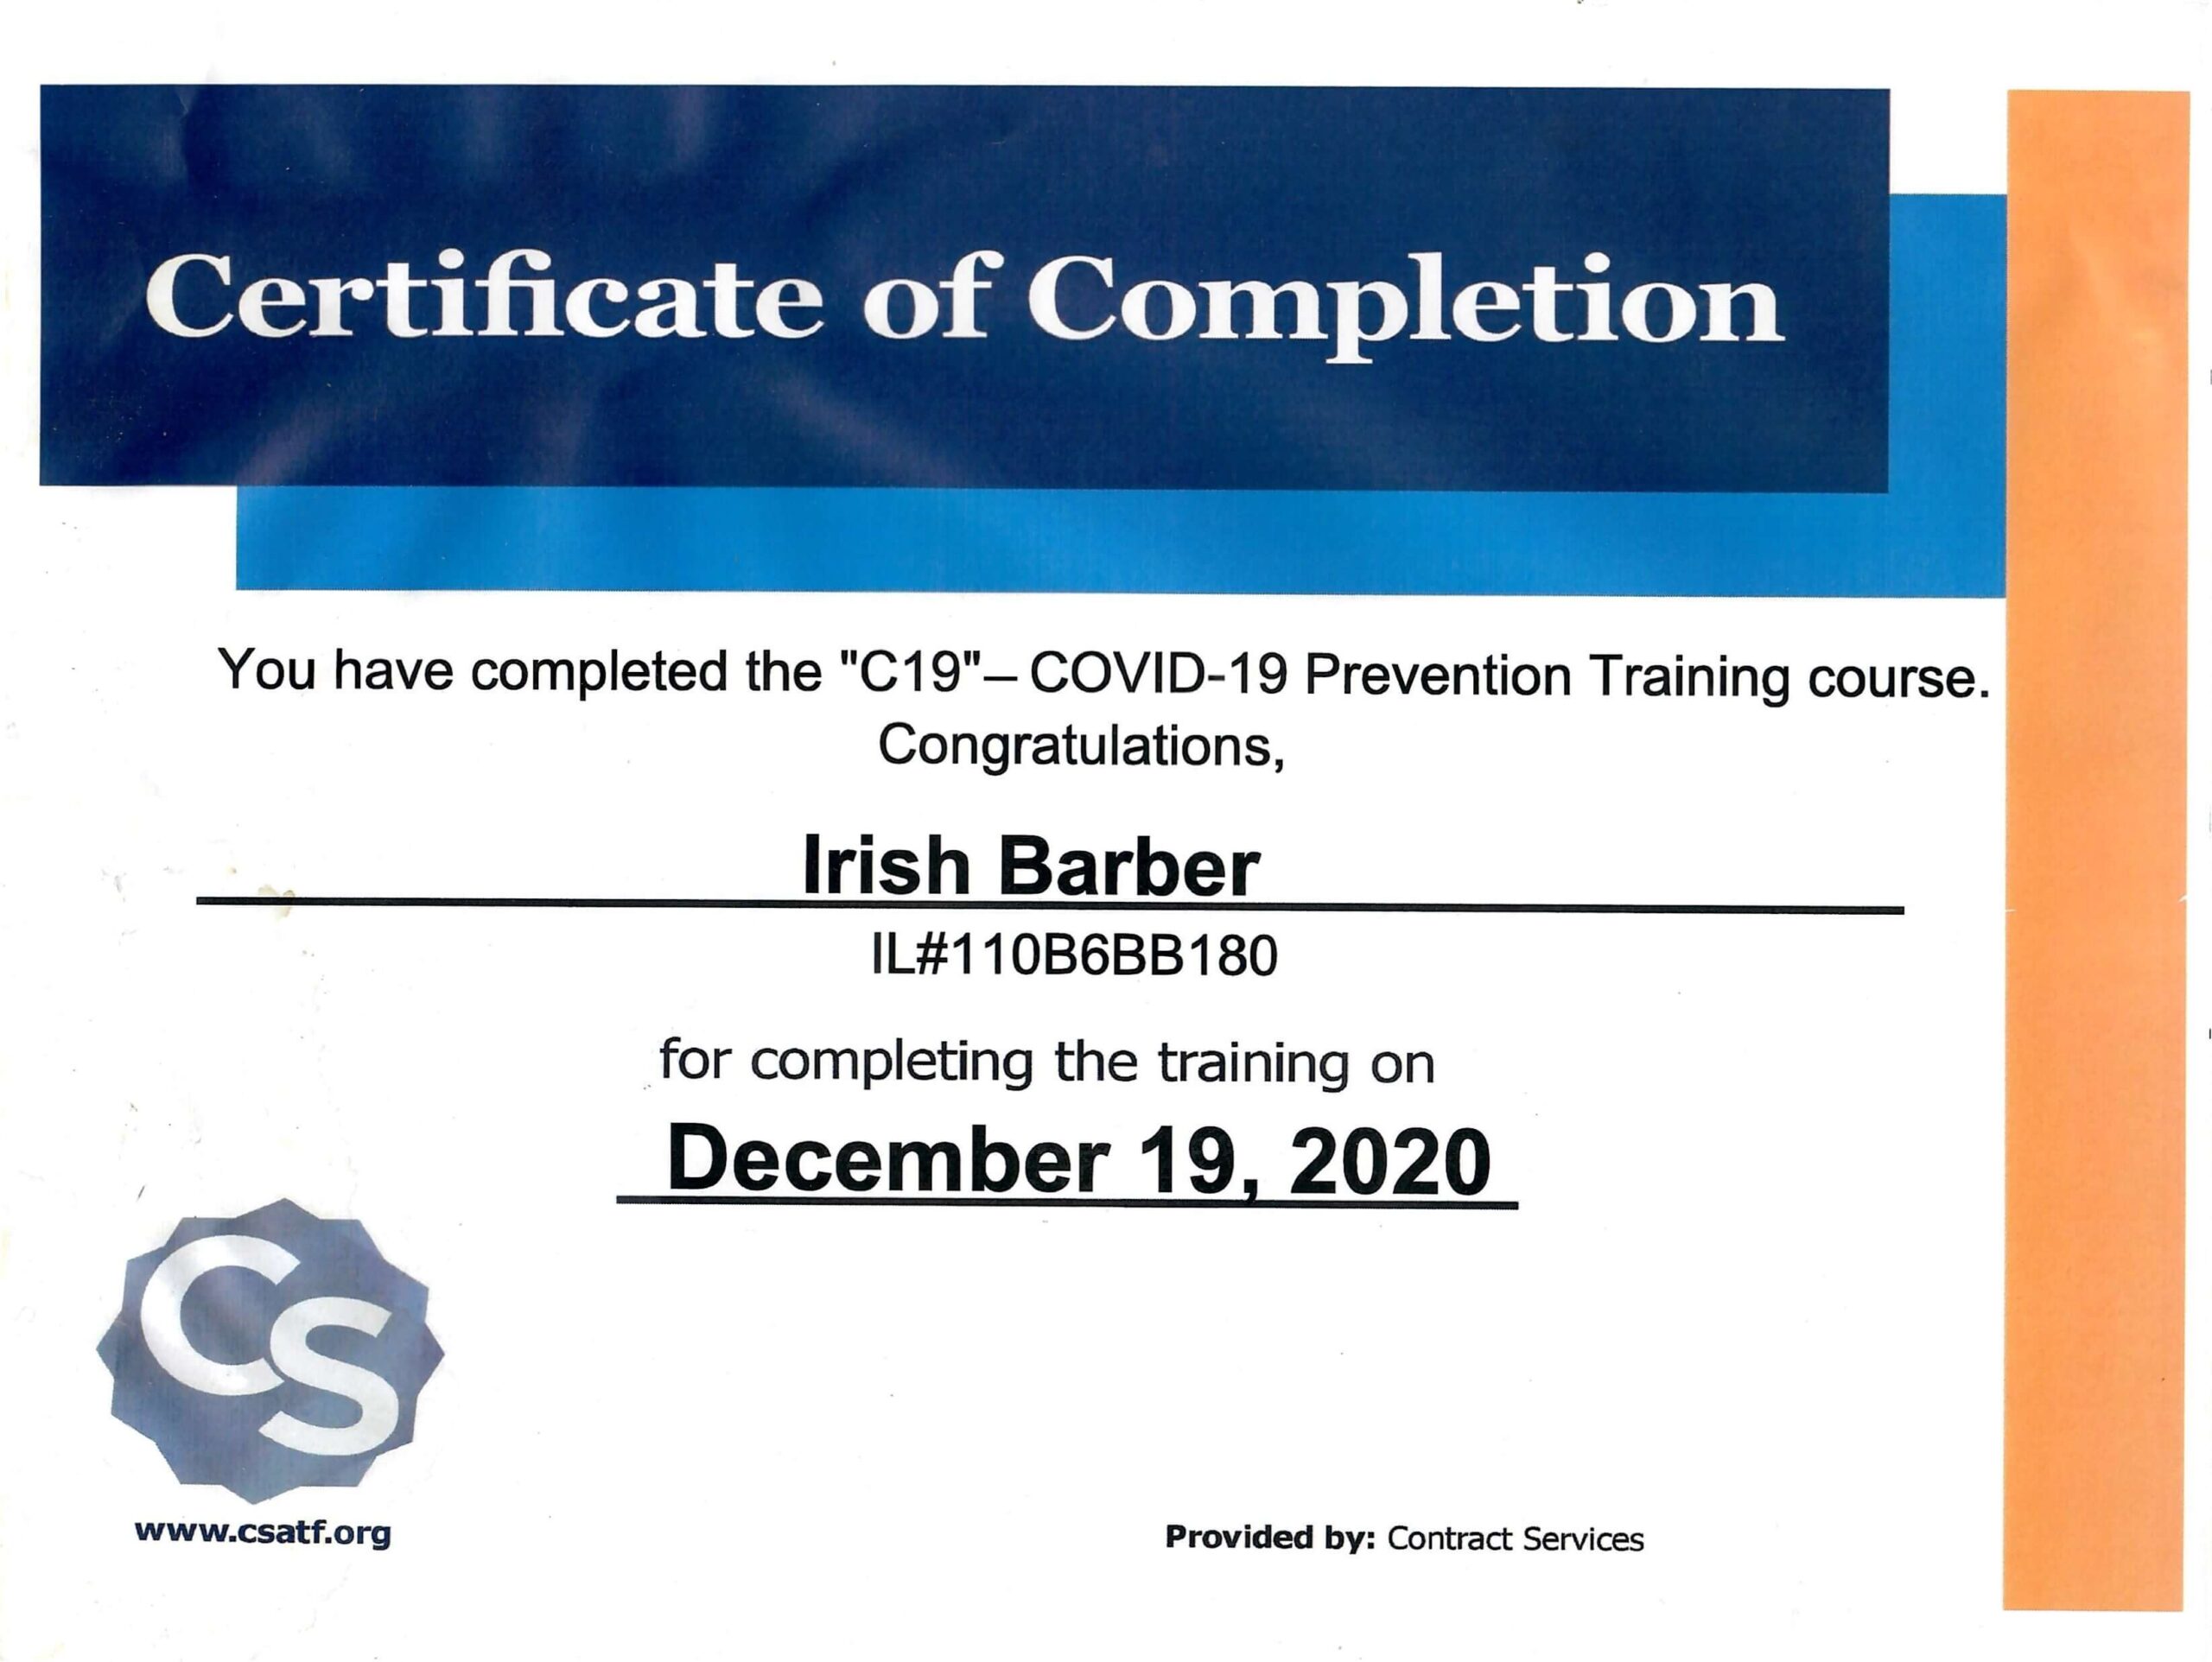 Certificate of Completion
You have completed the "C19"– COVID-19 Prevention Training course.
Congratulations,
Irish Barber
IL#110B6BB180
for completing the training on
December 19, 2020
CS
www.csatf.org
Provided by: Contract Services